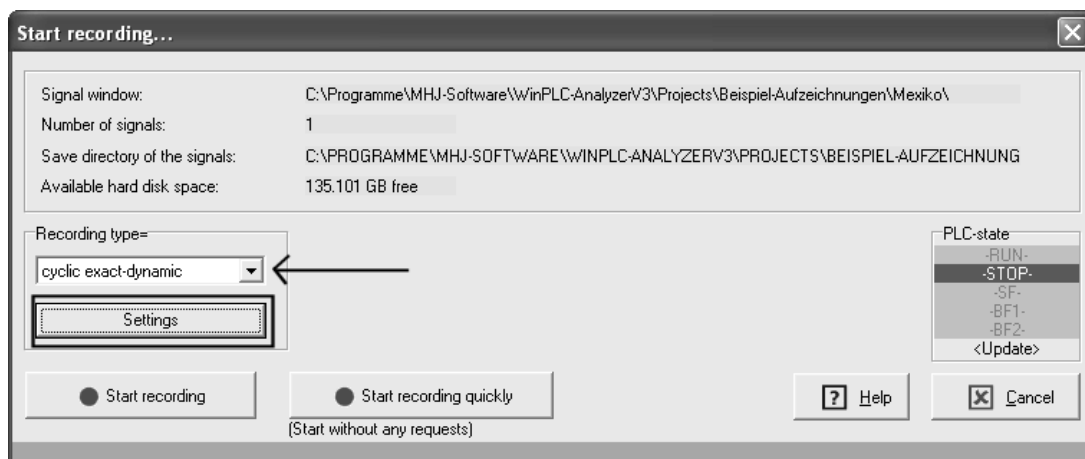 Start recording...
Signal window: C:\Programme\MHJ-Software\WinPLC-AnalyzerV3\Projects\Beispiel-Aufzeichnungen\Mexiko\
Number of signals: 1
Save directory of the signals: C:\PROGRAMME\MHJ-SOFTWARE\WINPLC-ANALYZERV3\PROJECTS\BEISPIEL-AUFZEICHNUNG
Available hard disk space: 135.101 GB free
Recording type=
PLC-state
cyclic exact-dynamic
-RUN-
-STOP-
-SF-
-BF1-
-BF2-
<Update>
Settings
Start recording
Start recording quickly
? Help
Cancel
(Start without any requests)